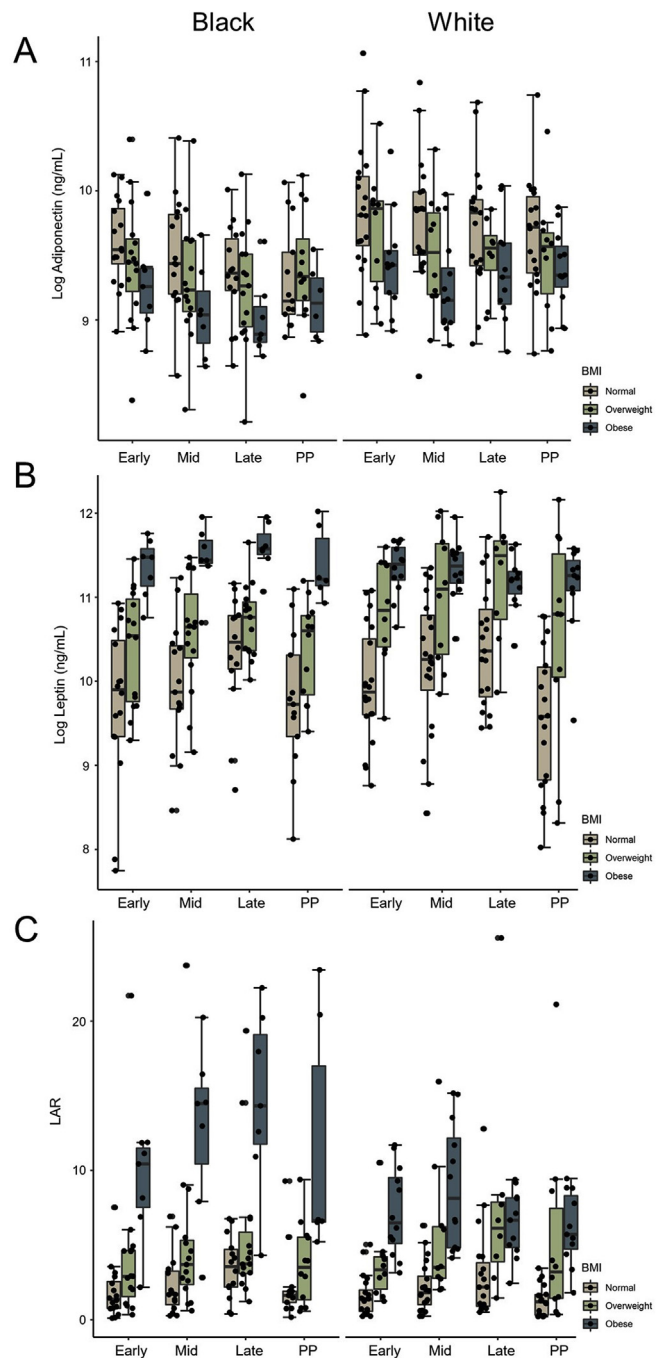 Black White
A
Log Adiponectin (ng/mL)
11
10
9
BMI
Normal
Overweight
Obese
Early Mid Late PP Early Mid Late PP
B
Log Leptin (ng/mL)
12
11
10
9
8
BMI
Normal
Overweight
Obese
Early Mid Late PP Early Mid Late PP
C
LAR
20
10
0
BMI
Normal
Overweight
Obese
Early Mid Late PP Early Mid Late PP